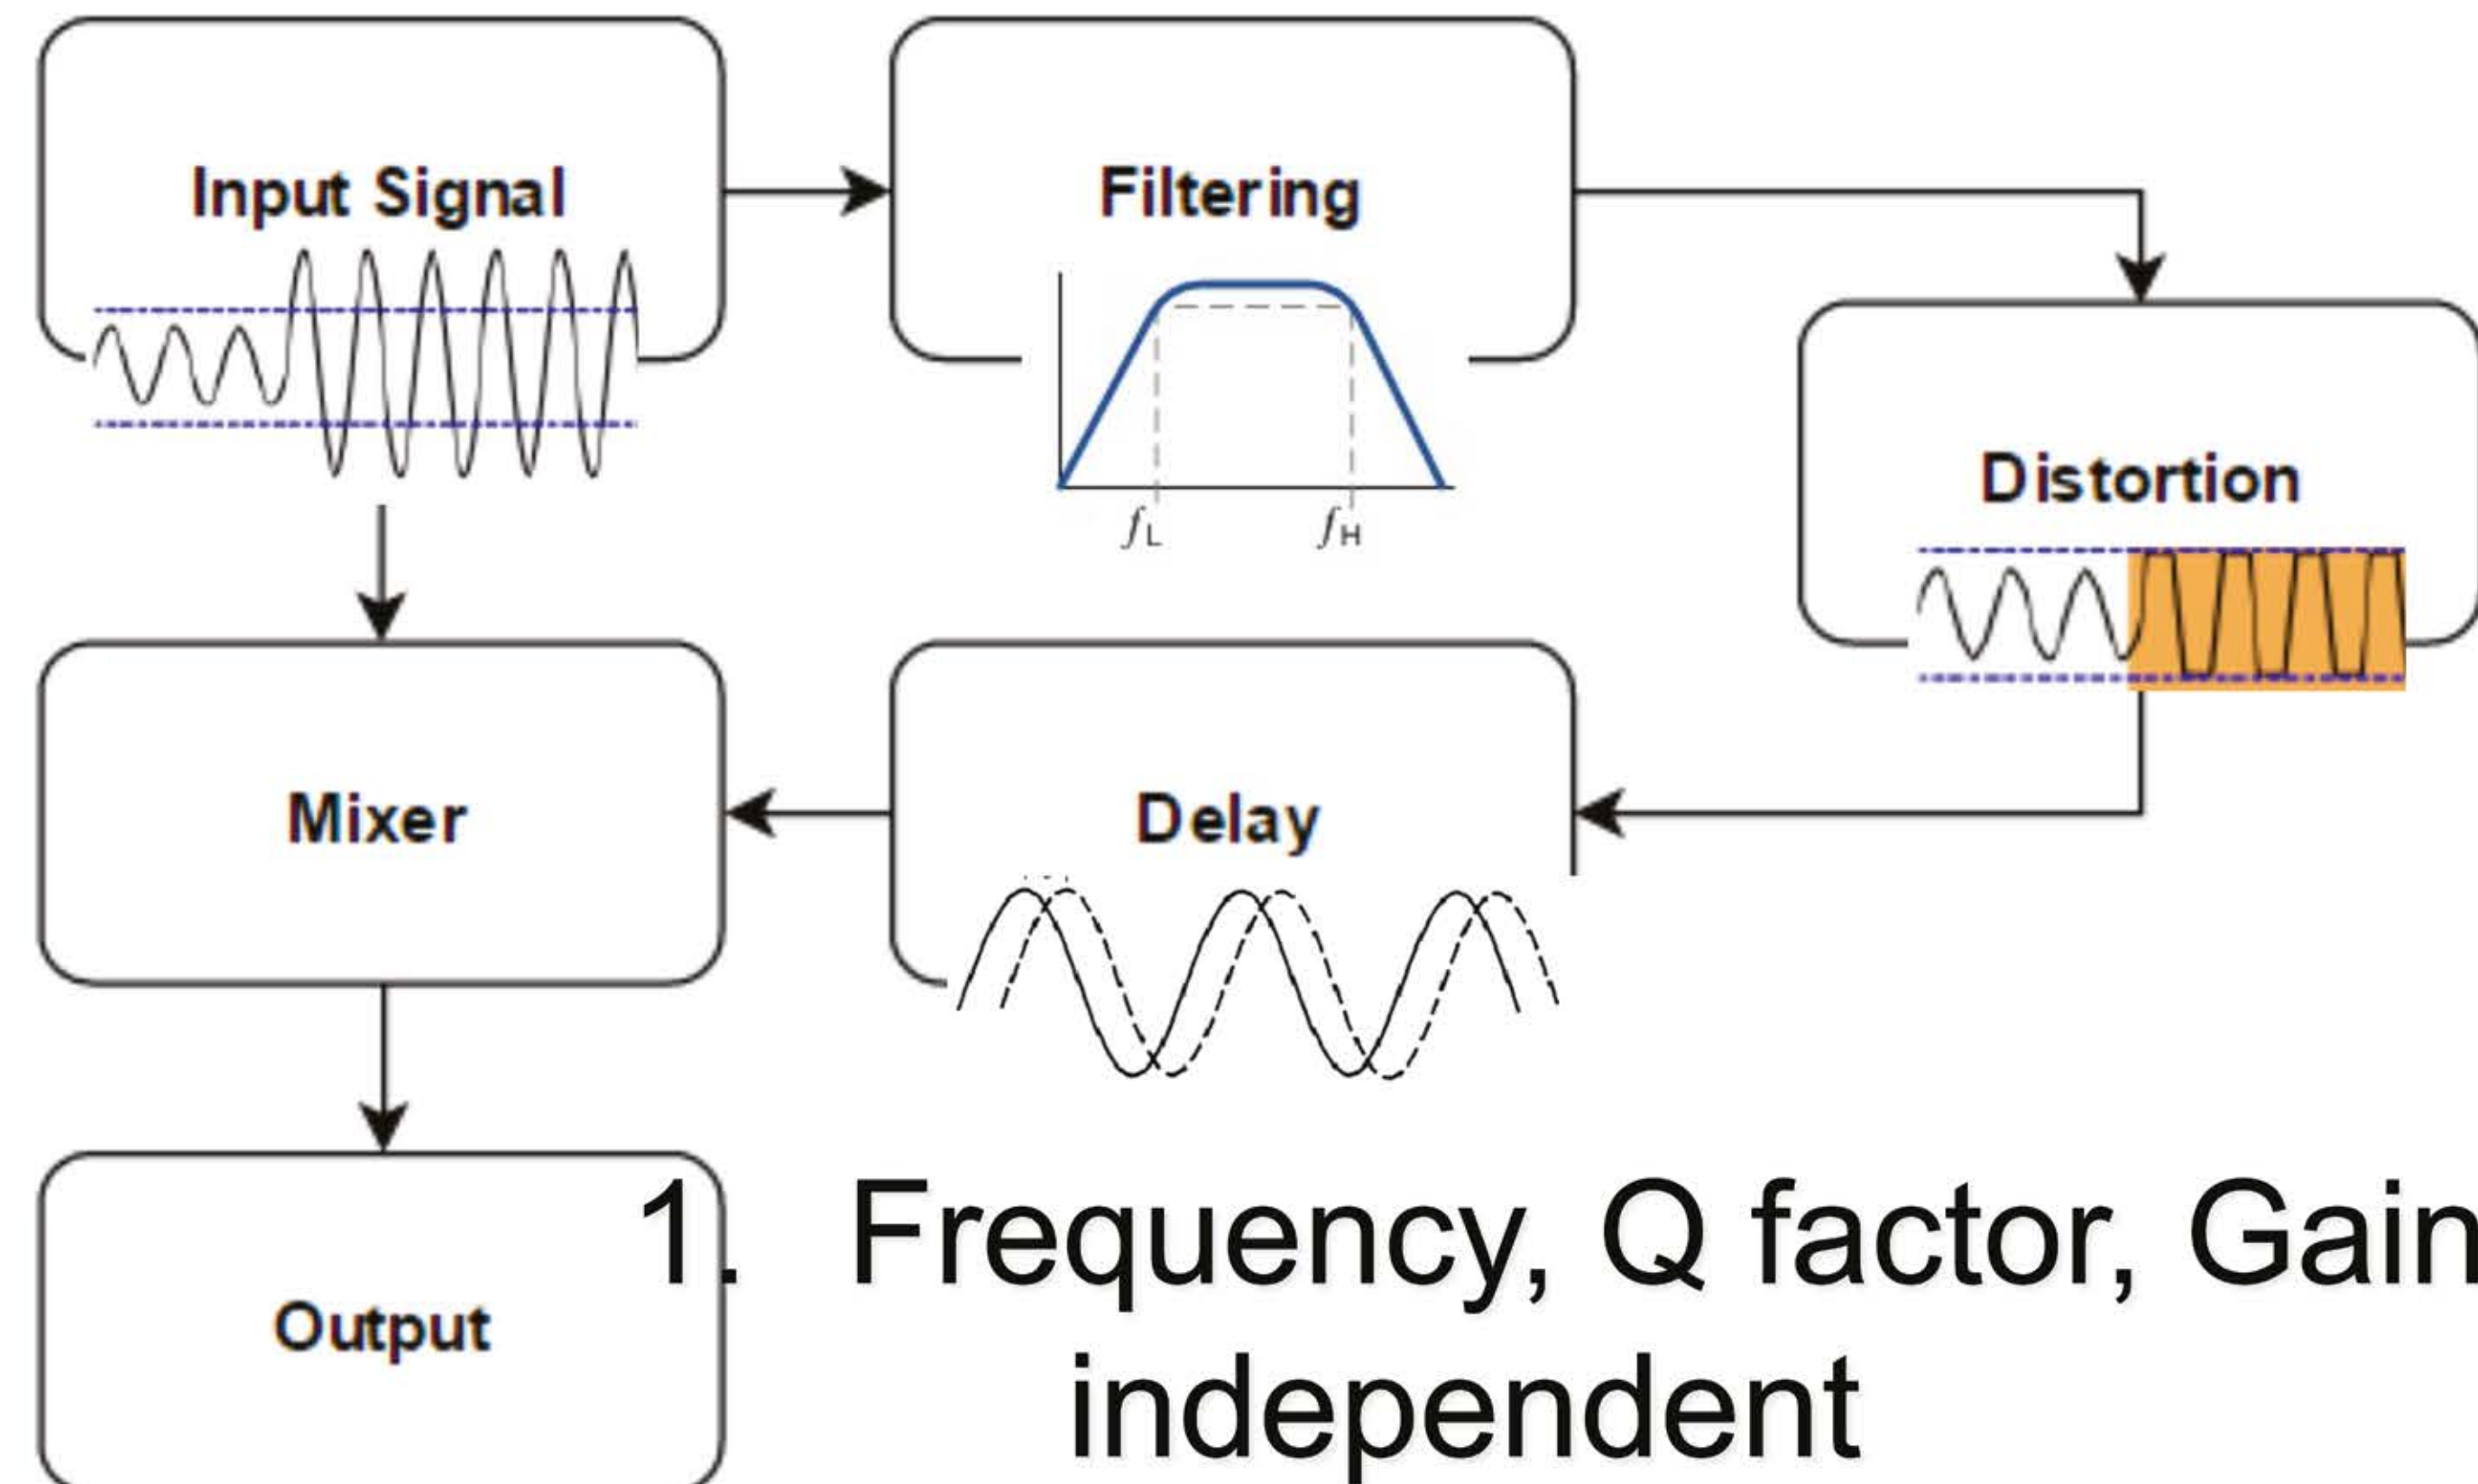 Input Signal
Filtering
fL
fH
Distortion
Mixer
Delay
Output
1. Frequency, Q factor, Gain
independent